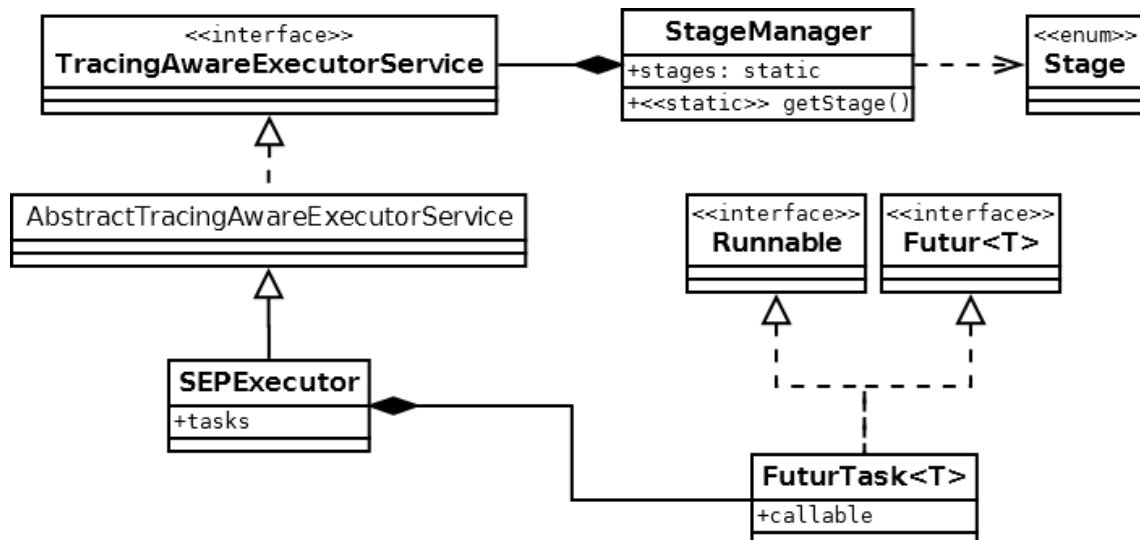 <<interface>>
TracingAwareExecutorService
StageManager
+stages: static
+<<static>> getStage()
<<enum>>
Stage
AbstractTracingAwareExecutorService
<<interface>>
Runnable
<<interface>>
Futur<T>
SEPExecutor
+tasks
FuturTask<T>
+callable